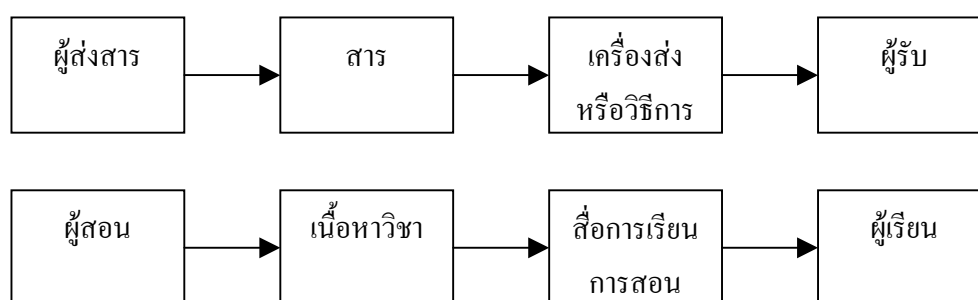 ผู้ส่งสาร
สาร
เครื่องส่ง
หรือวิธีการ
ผู้รับ
ผู้สอน
เนื้อหาวิชา
สื่อการเรียน
การสอน
ผู้เรียน